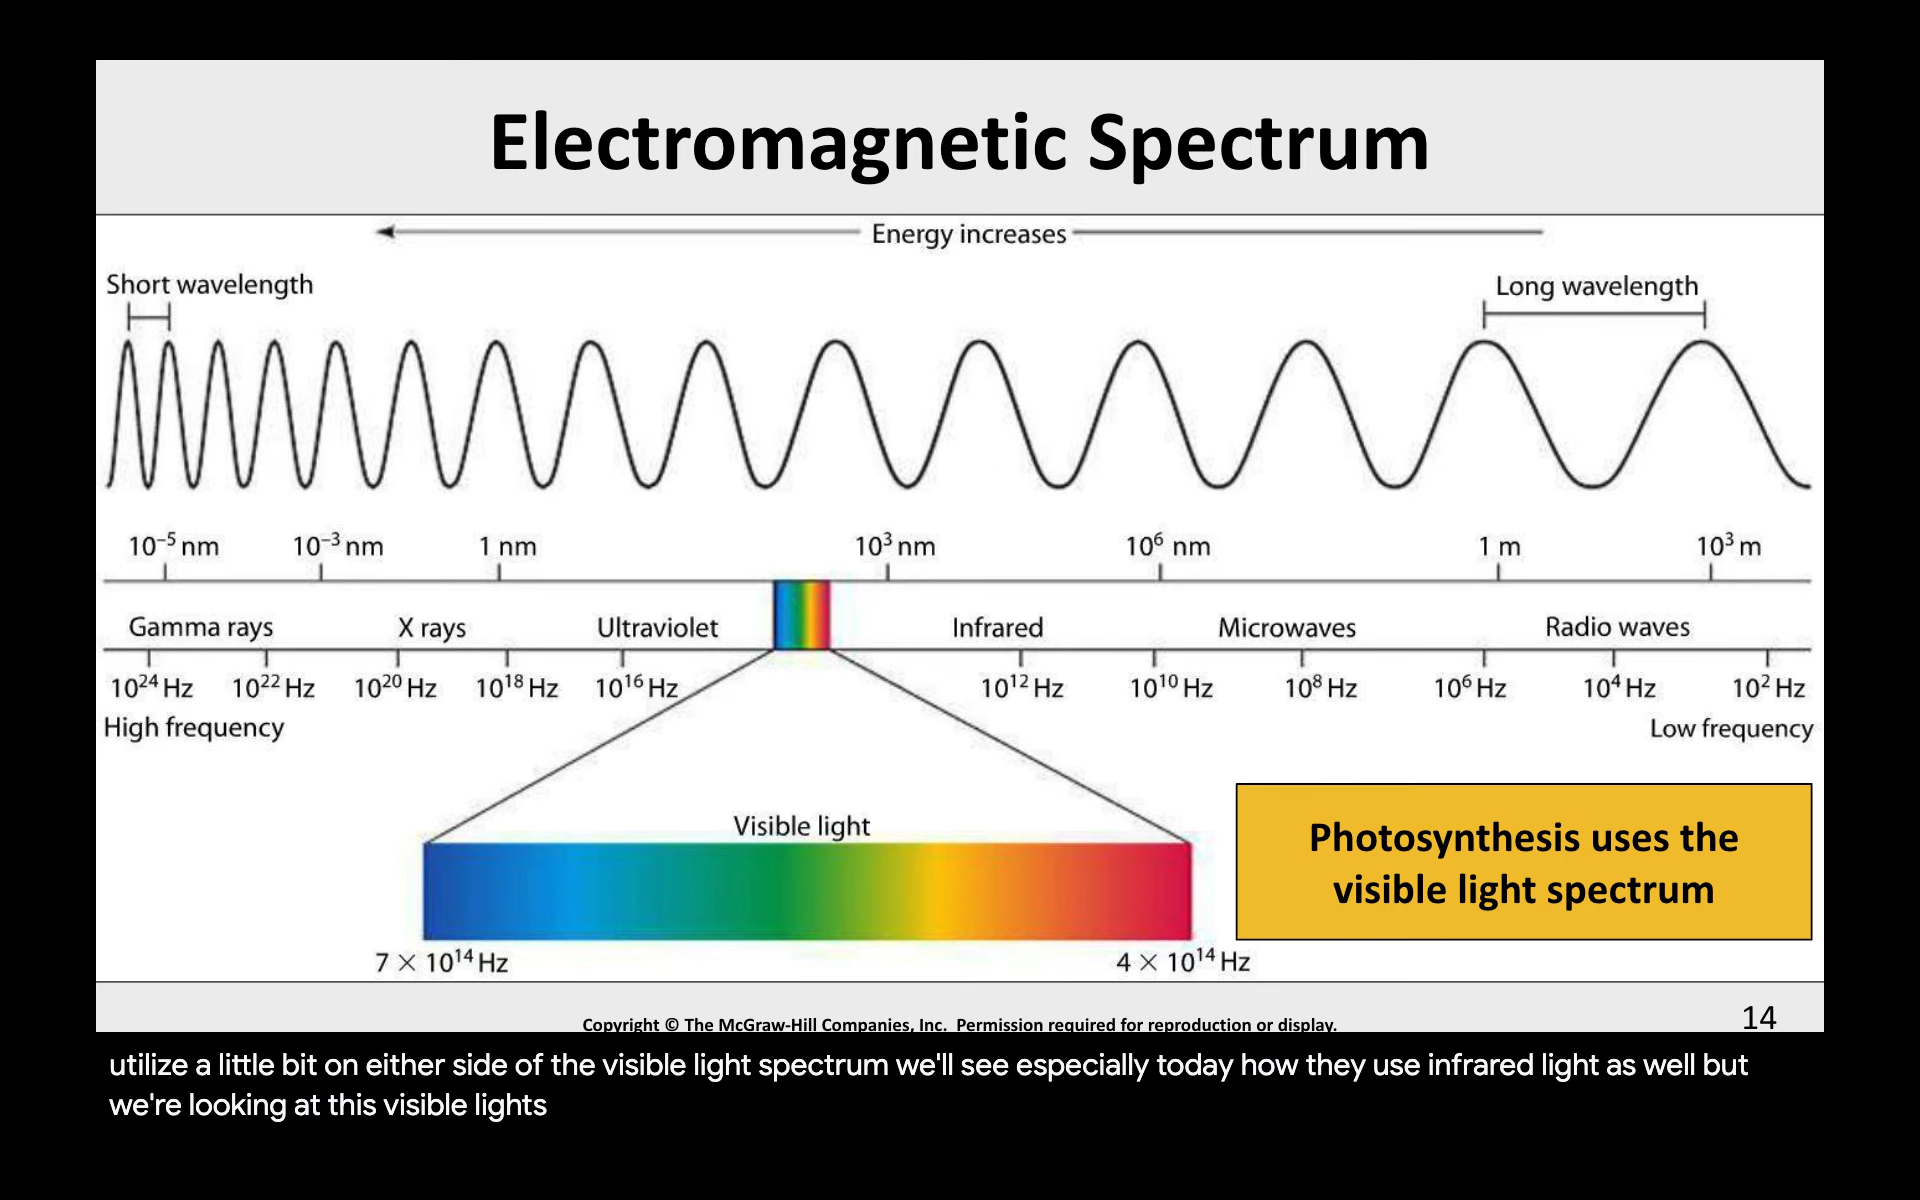 Electromagnetic Spectrum
Energy increases
Short wavelength
Long wavelength
10⁻⁵ nm 10⁻³ nm 1 nm 10³ nm 10⁶ nm 1 m 10³ m
Gamma rays X rays Ultraviolet Infrared Microwaves Radio waves
10²⁴ Hz 10²² Hz 10²⁰ Hz 10¹⁸ Hz 10¹⁶ Hz 10¹² Hz 10¹⁰ Hz 10⁸ Hz 10⁶ Hz 10⁴ Hz 10² Hz
High frequency Low frequency
Visible light
Photosynthesis uses the
visible light spectrum
7 × 10¹⁴ Hz 4 × 10¹⁴ Hz
Copyright © The McGraw-Hill Companies, Inc. Permission required for reproduction or display.
14
utilize a little bit on either side of the visible light spectrum we'll see especially today how they use infrared light as well but
we're looking at this visible lights